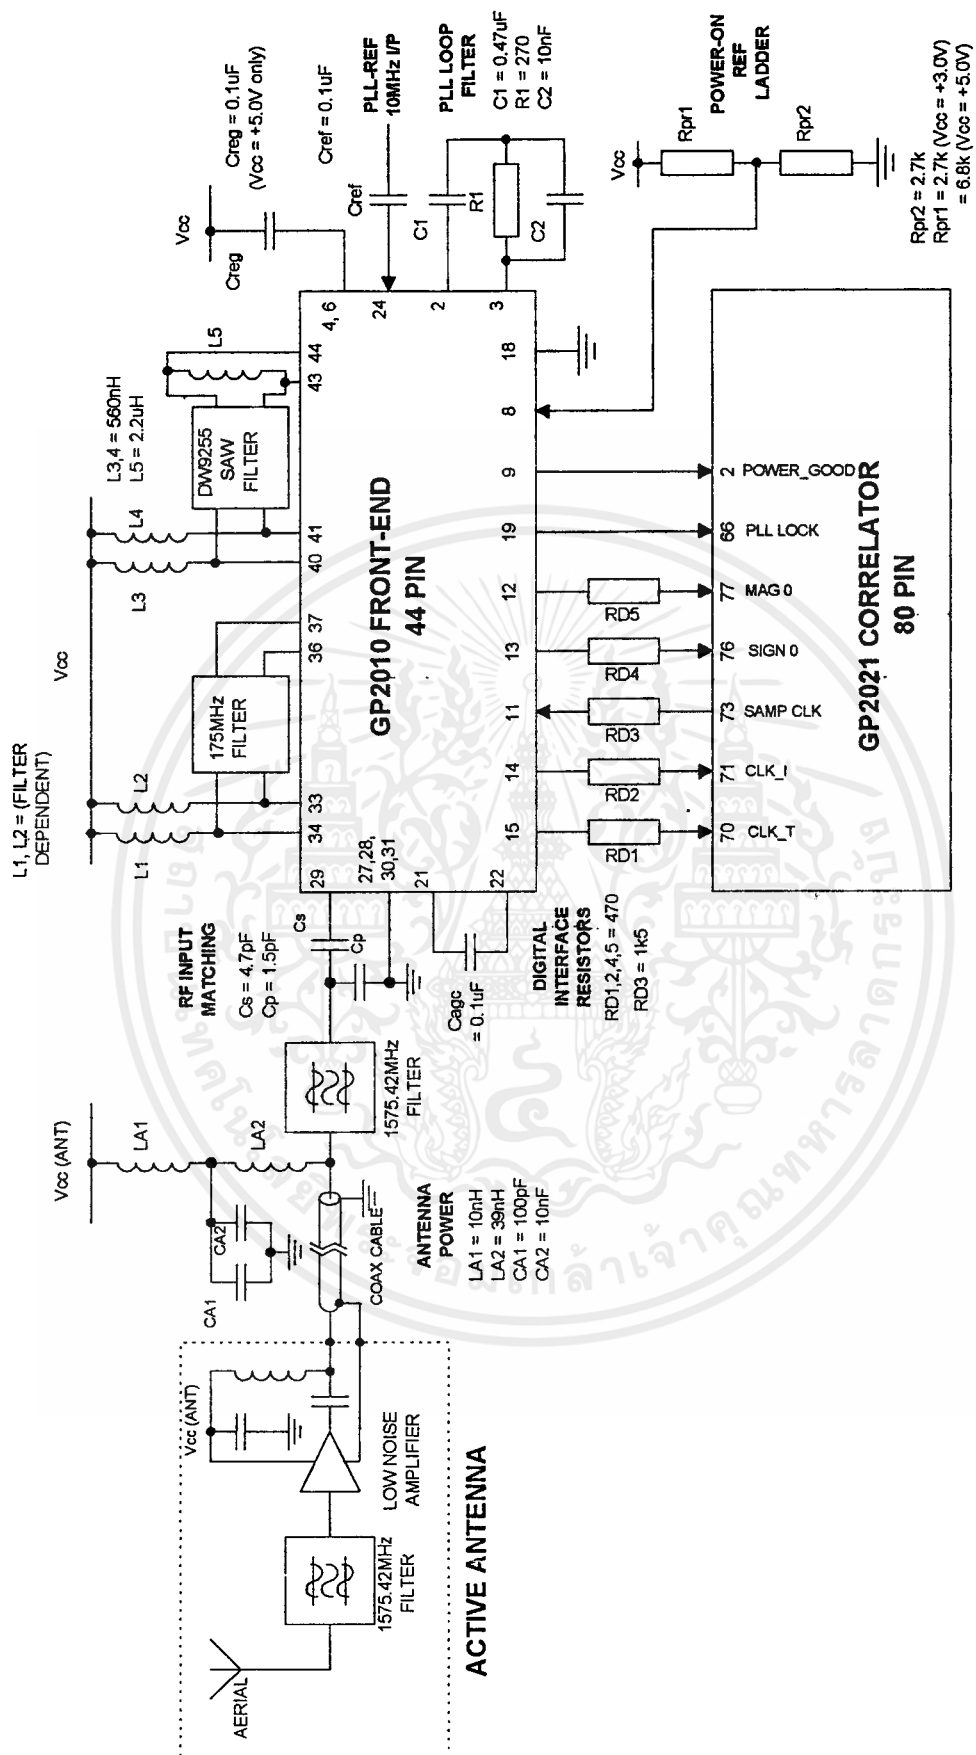 AERIAL
1575.42MHz
FILTER
LOW NOISE
AMPLIFIER
Vcc (ANT)
ACTIVE ANTENNA
Vcc (ANT)
LA1
LA2
CA1
CA2
COAX CABLE
ANTENNA
POWER
LA1 = 10nH
LA2 = 39nH
CA1 = 100pF
CA2 = 10nF
1575.42MHz
FILTER
RF INPUT
MATCHING
Cs = 4.7pF
Cp = 1.5pF
Cs
Cp
Cagc
= 0.1uF
L1, L2 = (FILTER
DEPENDENT)
Vcc
L1
L2
175MHz
FILTER
L3
L4
L3,4 = 560nH
L5 = 2.2uH
DW9255
SAW
FILTER
L5
Vcc
Creg
Creg = 0.1uF
(Vcc = +5.0V only)
Cref = 0.1uF
Cref
PLL-REF
10MHz I/P
PLL LOOP
FILTER
C1 = 0.47uF
R1 = 270
C2 = 10nF
C1
R1
C2
29
34
33
36
37
40
41
43
44
4, 6
27,28,
30,31
24
GP2010 FRONT-END
44 PIN
21
2
22
3
15
14
11
13
12
19
9
8
18
DIGITAL
INTERFACE
RESISTORS
RD1,2,4,5 = 470
RD3 = 1k5
RD1
RD2
RD3
RD4
RD5
70 CLK_T
71 CLK_I
73 SAMP CLK
76 SIGN 0
77 MAG 0
66 PLL LOCK
2 POWER_GOOD
GP2021 CORRELATOR
80 PIN
Vcc
Rpr1
Rpr2
POWER-ON
REF
LADDER
Rpr2 = 2.7k
Rpr1 = 2.7k (Vcc = +3.0V)
= 6.8k (Vcc = +5.0V)